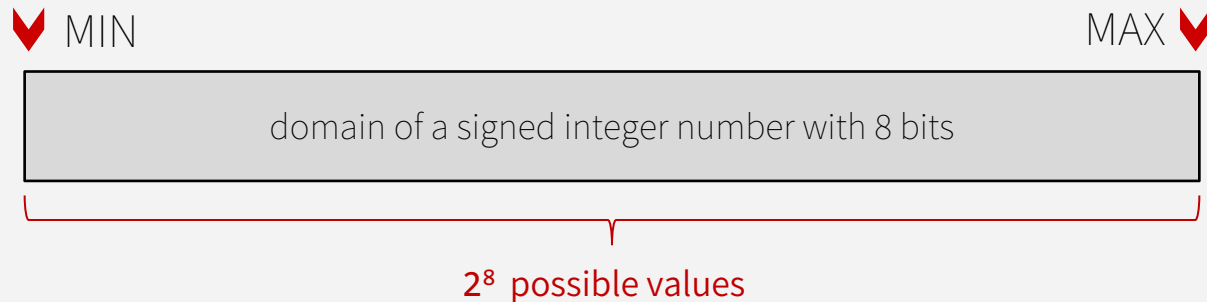 MIN MAX
domain of a signed integer number with 8 bits
2⁸ possible values